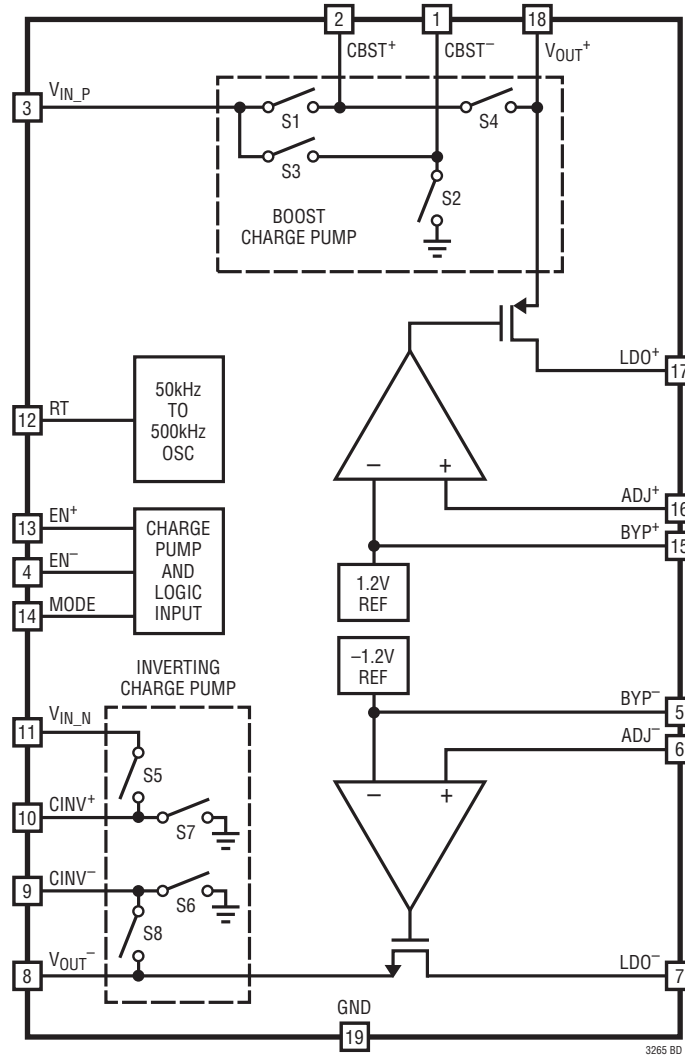 2 1 18
CBST+ CBST– VOUT+
3 VIN_P
S1 S4
S3
S2
BOOST
CHARGE PUMP
LDO+
17
12 RT
50kHz
TO
500kHz
OSC
– +
ADJ+
16
BYP+
15
13 EN+
4 EN–
14 MODE
CHARGE
PUMP
AND
LOGIC
INPUT
1.2V
REF
–1.2V
REF
INVERTING
CHARGE PUMP
BYP–
5
ADJ–
6
11 VIN_N
S5
10 CINV+
S7
– +
9 CINV–
S6
S8
8 VOUT–
LDO–
7
GND
19
3265 BD